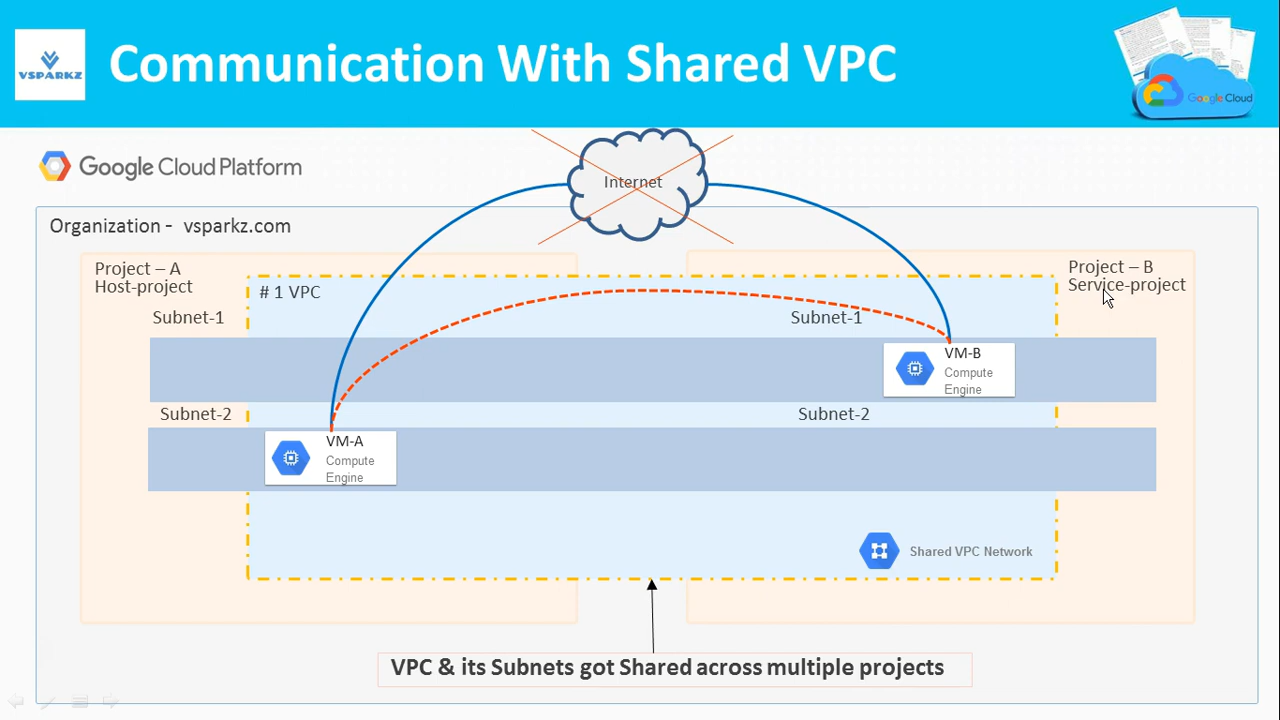 VSPARKZ
Communication With Shared VPC
Google Cloud
Google Cloud Platform
Internet
Organization - vsparkz.com
Project – A
Host-project
# 1 VPC
Project – B
Service-project
Subnet-1
Subnet-1
VM-B
Compute
Engine
Subnet-2
Subnet-2
VM-A
Compute
Engine
Shared VPC Network
VPC & its Subnets got Shared across multiple projects